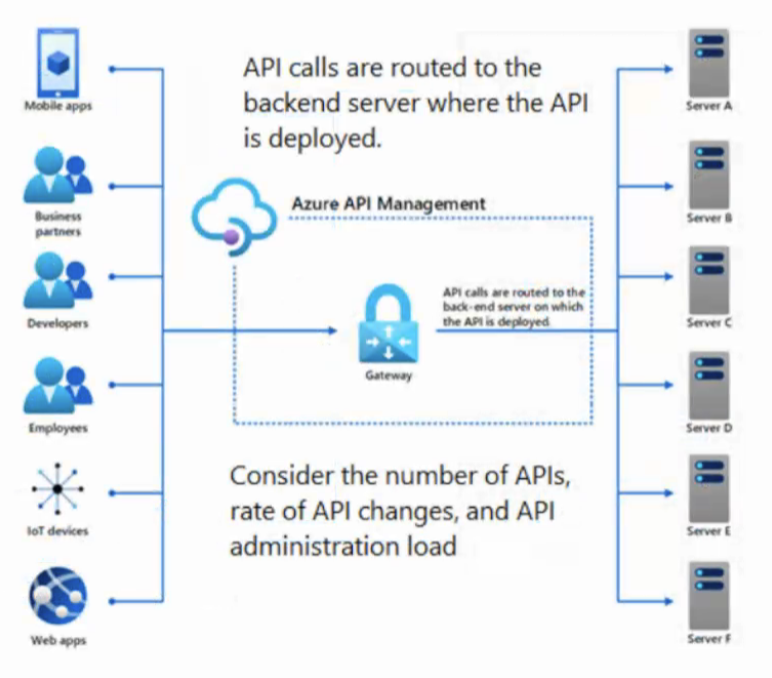 API calls are routed to the
backend server where the API
is deployed.
Mobile apps
Server A
Business
partners
Azure API Management
Server B
Developers
API calls are routed to the
back-end server on which
the API is deployed
Server C
Gateway
Employees
Server D
Consider the number of APIs,
rate of API changes, and API
administration load
IoT devices
Server E
Web apps
Server F